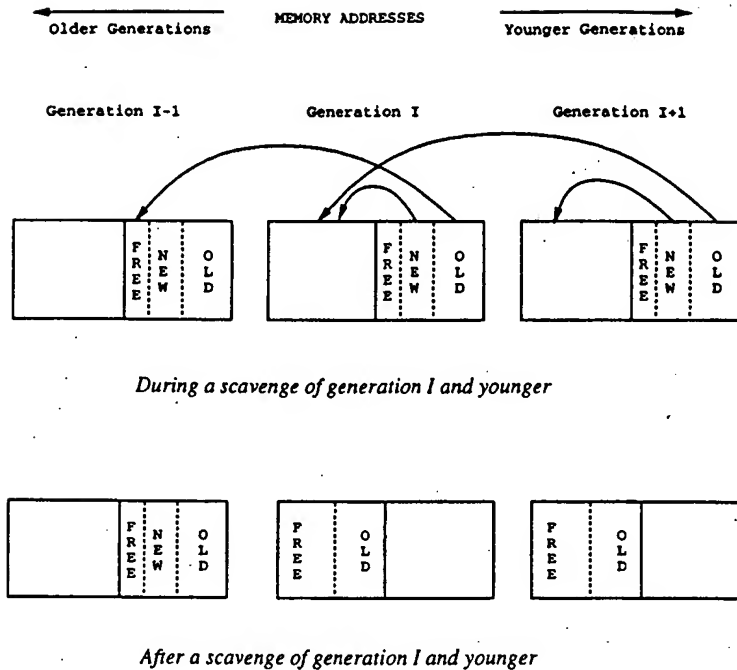 MEMORY ADDRESSES
Older Generations
Younger Generations
Generation I-1
Generation I
Generation I+1
FREE
NEW
OLD
FREE
NEW
OLD
FREE
NEW
OLD
During a scavenge of generation I and younger
FREE
NEW
OLD
FREE
OLD
FREE
OLD
After a scavenge of generation I and younger